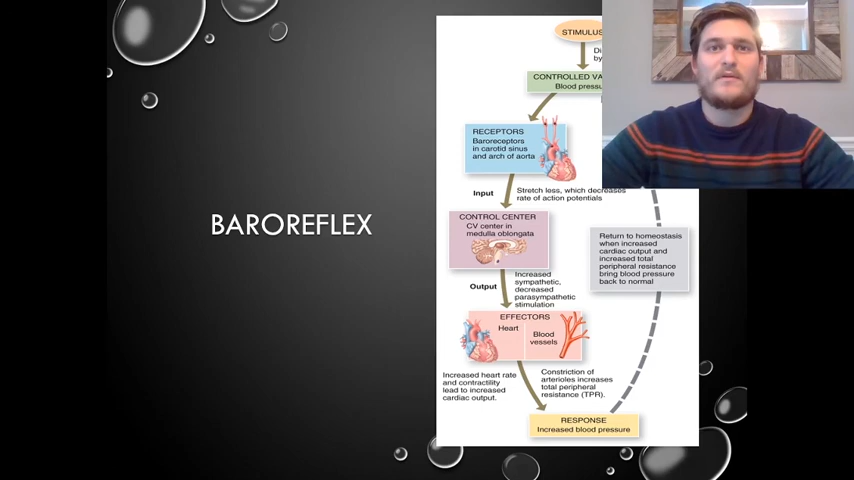 BAROREFLEX
STIMULUS
by
CONTROLLED
Blood
RECEPTORS
Baroreceptors
in carotid sinus
and arch of aorta
Input
Stretch less, which decreases
rate of action potentials
CONTROL CENTER
CV center in
medulla oblongata
Return to homeostasis
when increased
cardiac output and
increased total
peripheral resistance
bring blood pressure
back to normal
Output
Increased
sympathetic,
decreased
parasympathetic
stimulation
EFFECTORS
Heart
Blood
vessels
Increased heart rate
and contractility
lead to increased
cardiac output.
Constriction of
arterioles increases
total peripheral
resistance (TPR).
RESPONSE
Increased blood pressure